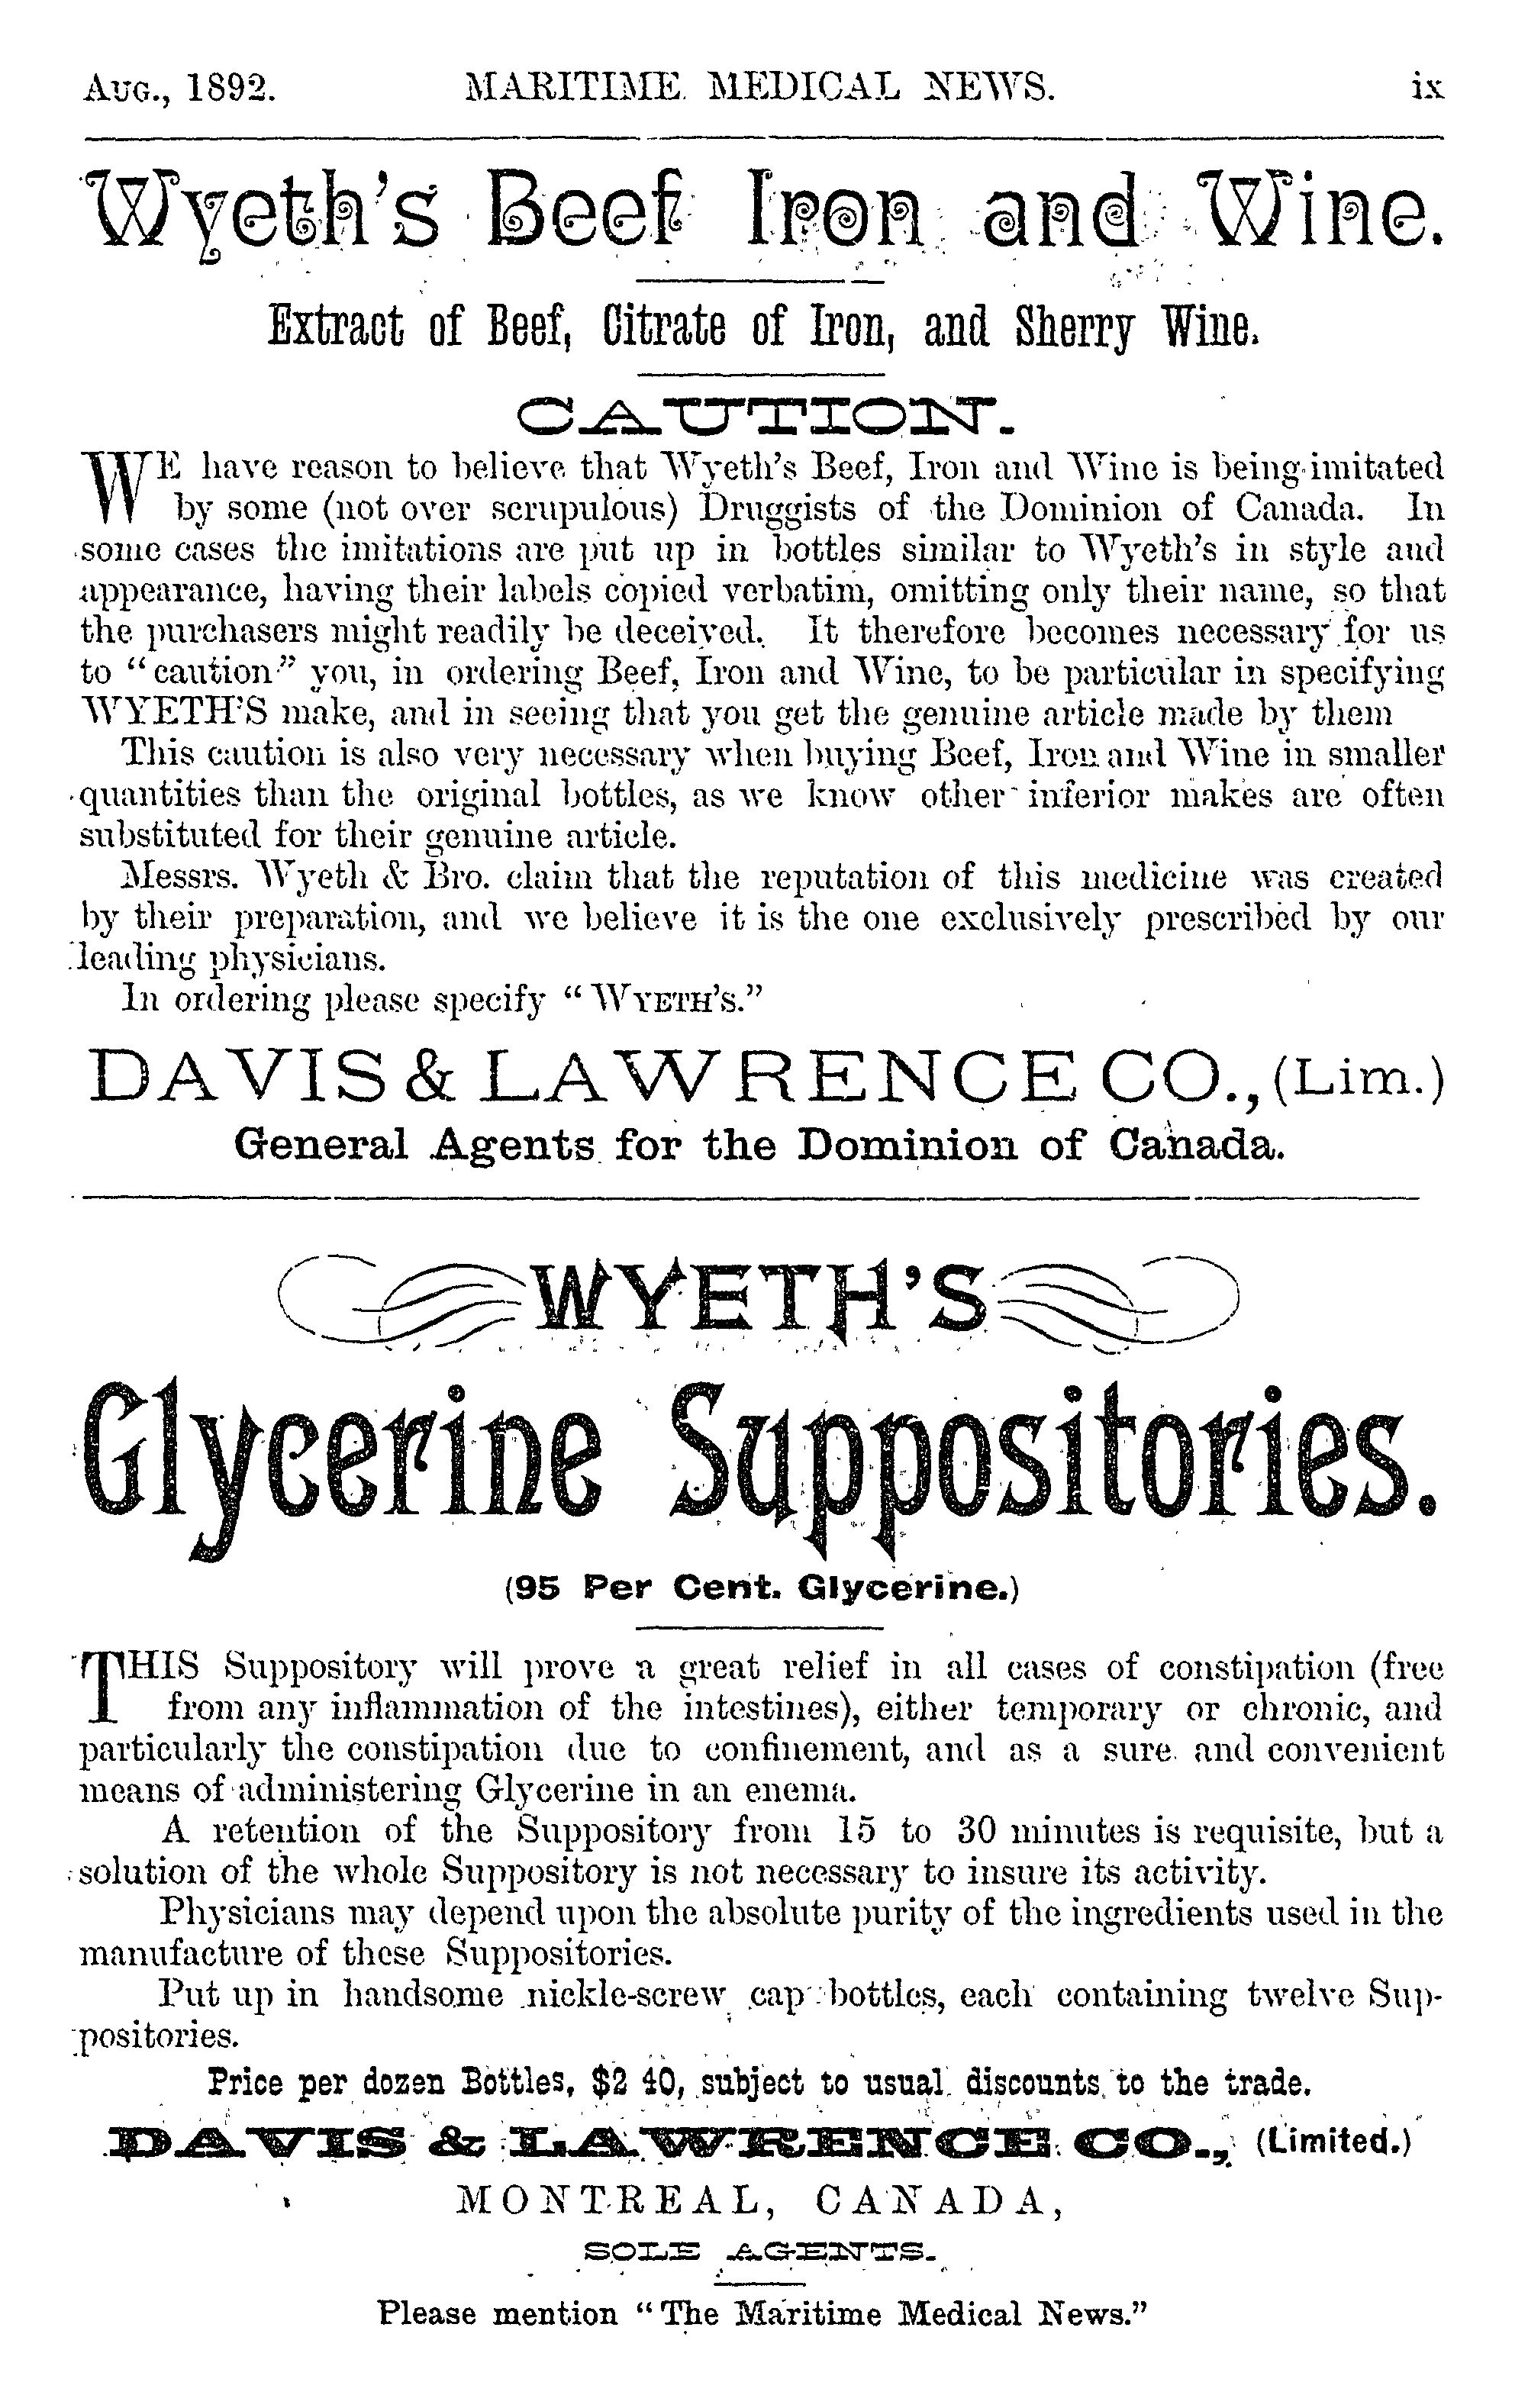 AUG., 1892. MARITIME MEDICAL NEWS. ix
Wyeth's Beef Iron and Wine.
Extract of Beef, Citrate of Iron, and Sherry Wine.
CAUTION.
WE have reason to believe that Wyeth's Beef, Iron and Wine is being imitated
by some (not over scrupulous) Druggists of the Dominion of Canada. In
some cases the imitations are put up in bottles similar to Wyeth's in style and
appearance, having their labels copied verbatim, omitting only their name, so that
the purchasers might readily be deceived. It therefore becomes necessary for us
to "caution" you, in ordering Beef, Iron and Wine, to be particular in specifying
WYETH'S make, and in seeing that you get the genuine article made by them
This caution is also very necessary when buying Beef, Iron and Wine in smaller
quantities than the original bottles, as we know other inferior makes are often
substituted for their genuine article.
Messrs. Wyeth & Bro. claim that the reputation of this medicine was created
by their preparation, and we believe it is the one exclusively prescribed by our
leading physicians.
In ordering please specify "WYETH'S."
DAVIS & LAWRENCE CO., (Lim.)
General Agents for the Dominion of Canada.
WYETH'S
Glycerine Suppositories.
(95 Per Cent. Glycerine.)
THIS Suppository will prove a great relief in all cases of constipation (free
from any inflammation of the intestines), either temporary or chronic, and
particularly the constipation due to confinement, and as a sure and convenient
means of administering Glycerine in an enema.
A retention of the Suppository from 15 to 30 minutes is requisite, but a
solution of the whole Suppository is not necessary to insure its activity.
Physicians may depend upon the absolute purity of the ingredients used in the
manufacture of these Suppositories.
Put up in handsome nickle-screw cap bottles, each containing twelve Sup-
positories.
Price per dozen Bottles, $2 40, subject to usual discounts to the trade.
DAVIS & LAWRENCE CO., (Limited.)
MONTREAL, CANADA,
SOLE AGENTS.
Please mention "The Maritime Medical News."